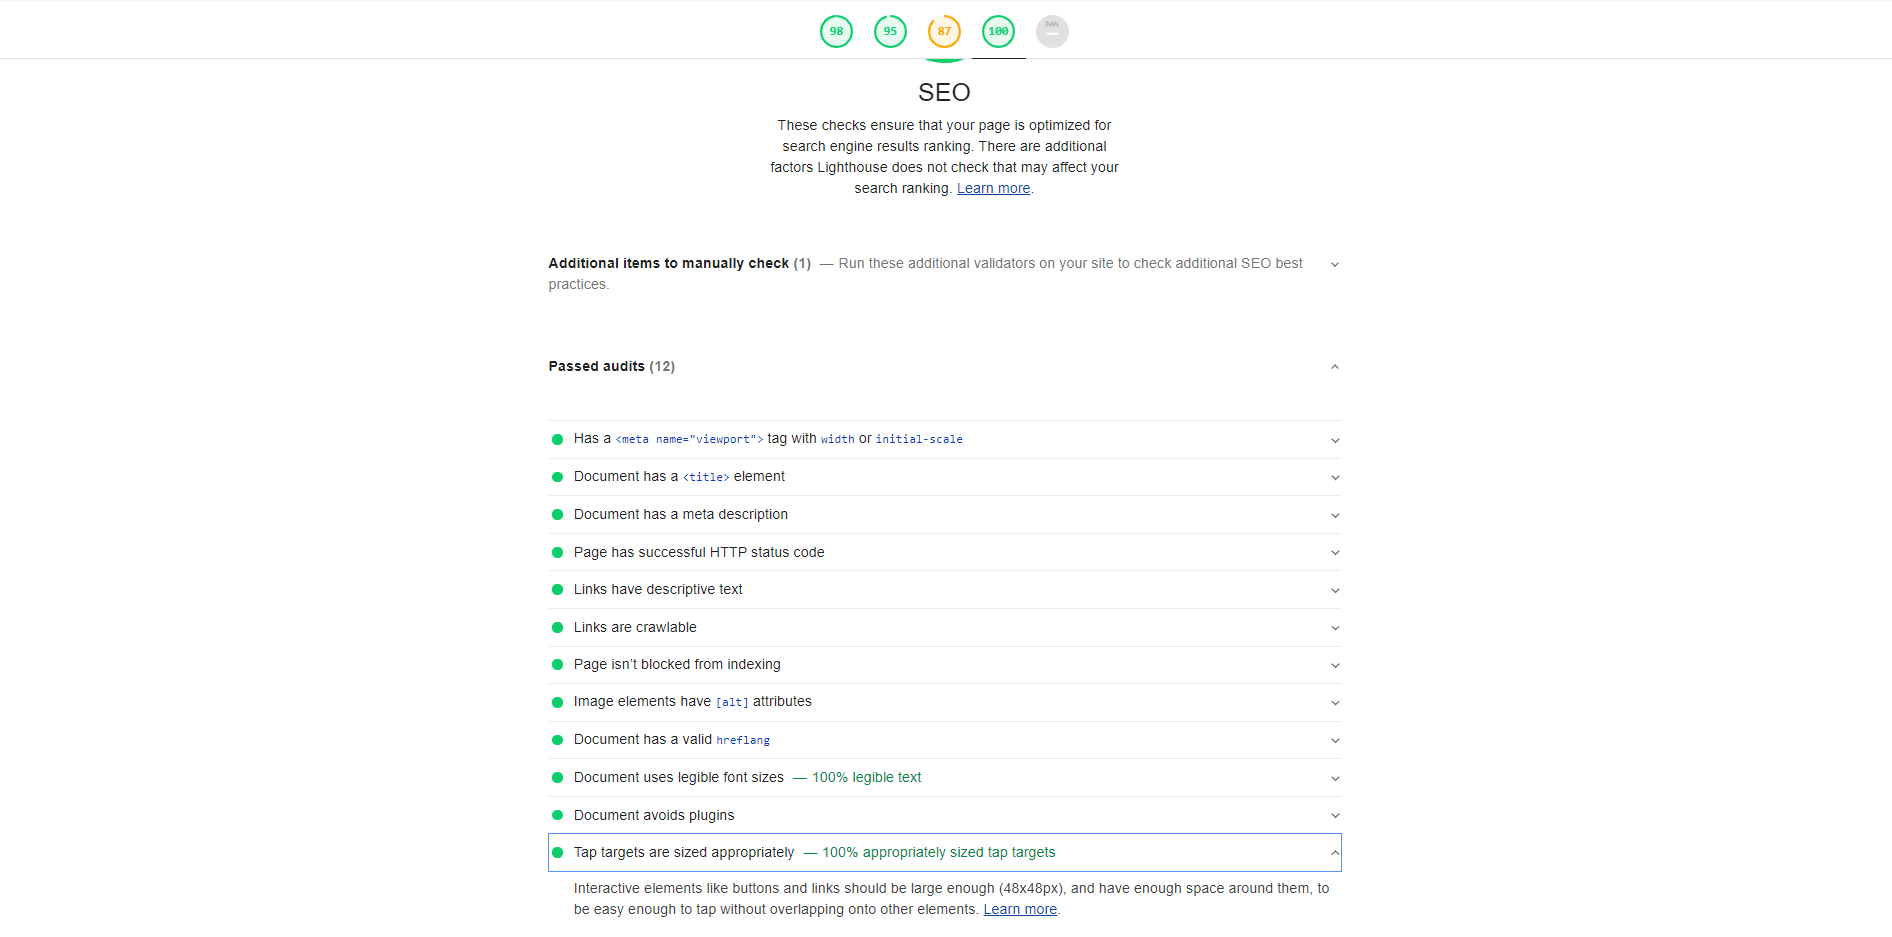 98 95 87 100 PWA
SEO
These checks ensure that your page is optimized for
search engine results ranking. There are additional
factors Lighthouse does not check that may affect your
search ranking. Learn more.
Additional items to manually check (1) — Run these additional validators on your site to check additional SEO best
practices.
Passed audits (12)
Has a <meta name="viewport"> tag with width or initial-scale
Document has a <title> element
Document has a meta description
Page has successful HTTP status code
Links have descriptive text
Links are crawlable
Page isn't blocked from indexing
Image elements have [alt] attributes
Document has a valid hreflang
Document uses legible font sizes — 100% legible text
Document avoids plugins
Tap targets are sized appropriately — 100% appropriately sized tap targets
Interactive elements like buttons and links should be large enough (48x48px), and have enough space around them, to
be easy enough to tap without overlapping onto other elements. Learn more.